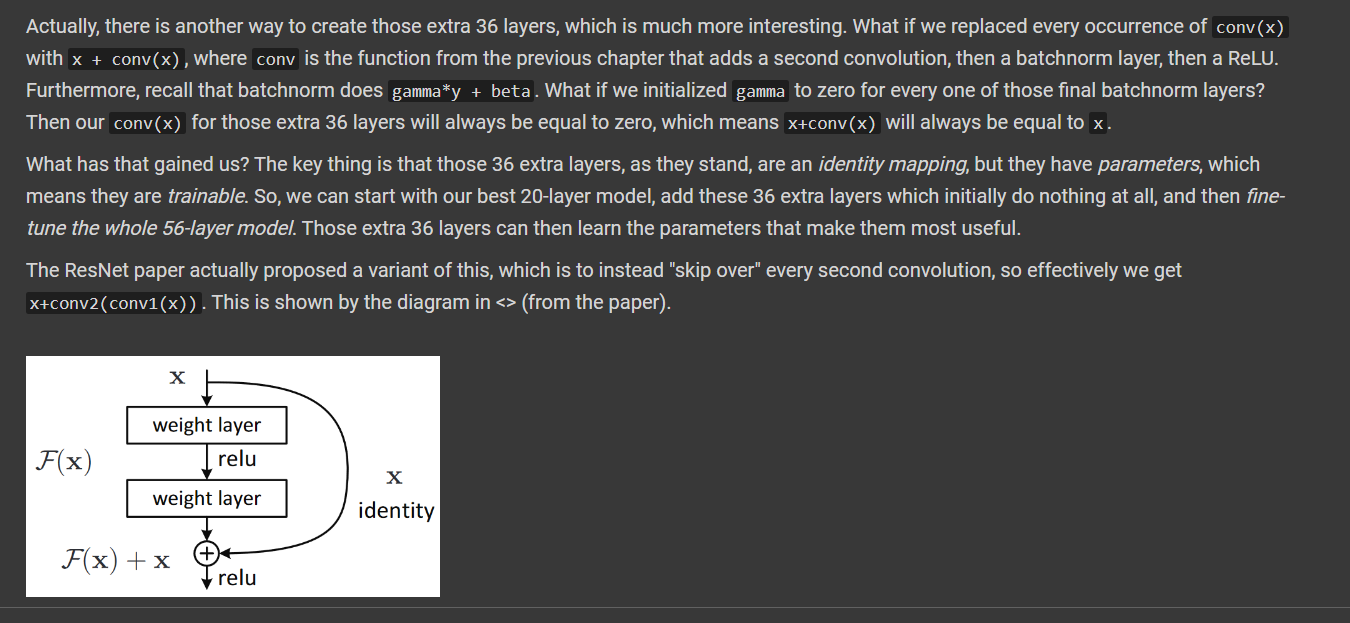 Actually, there is another way to create those extra 36 layers, which is much more interesting. What if we replaced every occurrence of conv(x)
with x + conv(x), where conv is the function from the previous chapter that adds a second convolution, then a batchnorm layer, then a ReLU.
Furthermore, recall that batchnorm does gamma*y + beta. What if we initialized gamma to zero for every one of those final batchnorm layers?
Then our conv(x) for those extra 36 layers will always be equal to zero, which means x+conv(x) will always be equal to x.
What has that gained us? The key thing is that those 36 extra layers, as they stand, are an identity mapping, but they have parameters, which
means they are trainable. So, we can start with our best 20-layer model, add these 36 extra layers which initially do nothing at all, and then fine-
tune the whole 56-layer model. Those extra 36 layers can then learn the parameters that make them most useful.
The ResNet paper actually proposed a variant of this, which is to instead "skip over" every second convolution, so effectively we get
x+conv2(conv1(x)). This is shown by the diagram in <> (from the paper).
x
weight layer
F(x)
relu
weight layer
x
identity
F(x) + x
+
relu